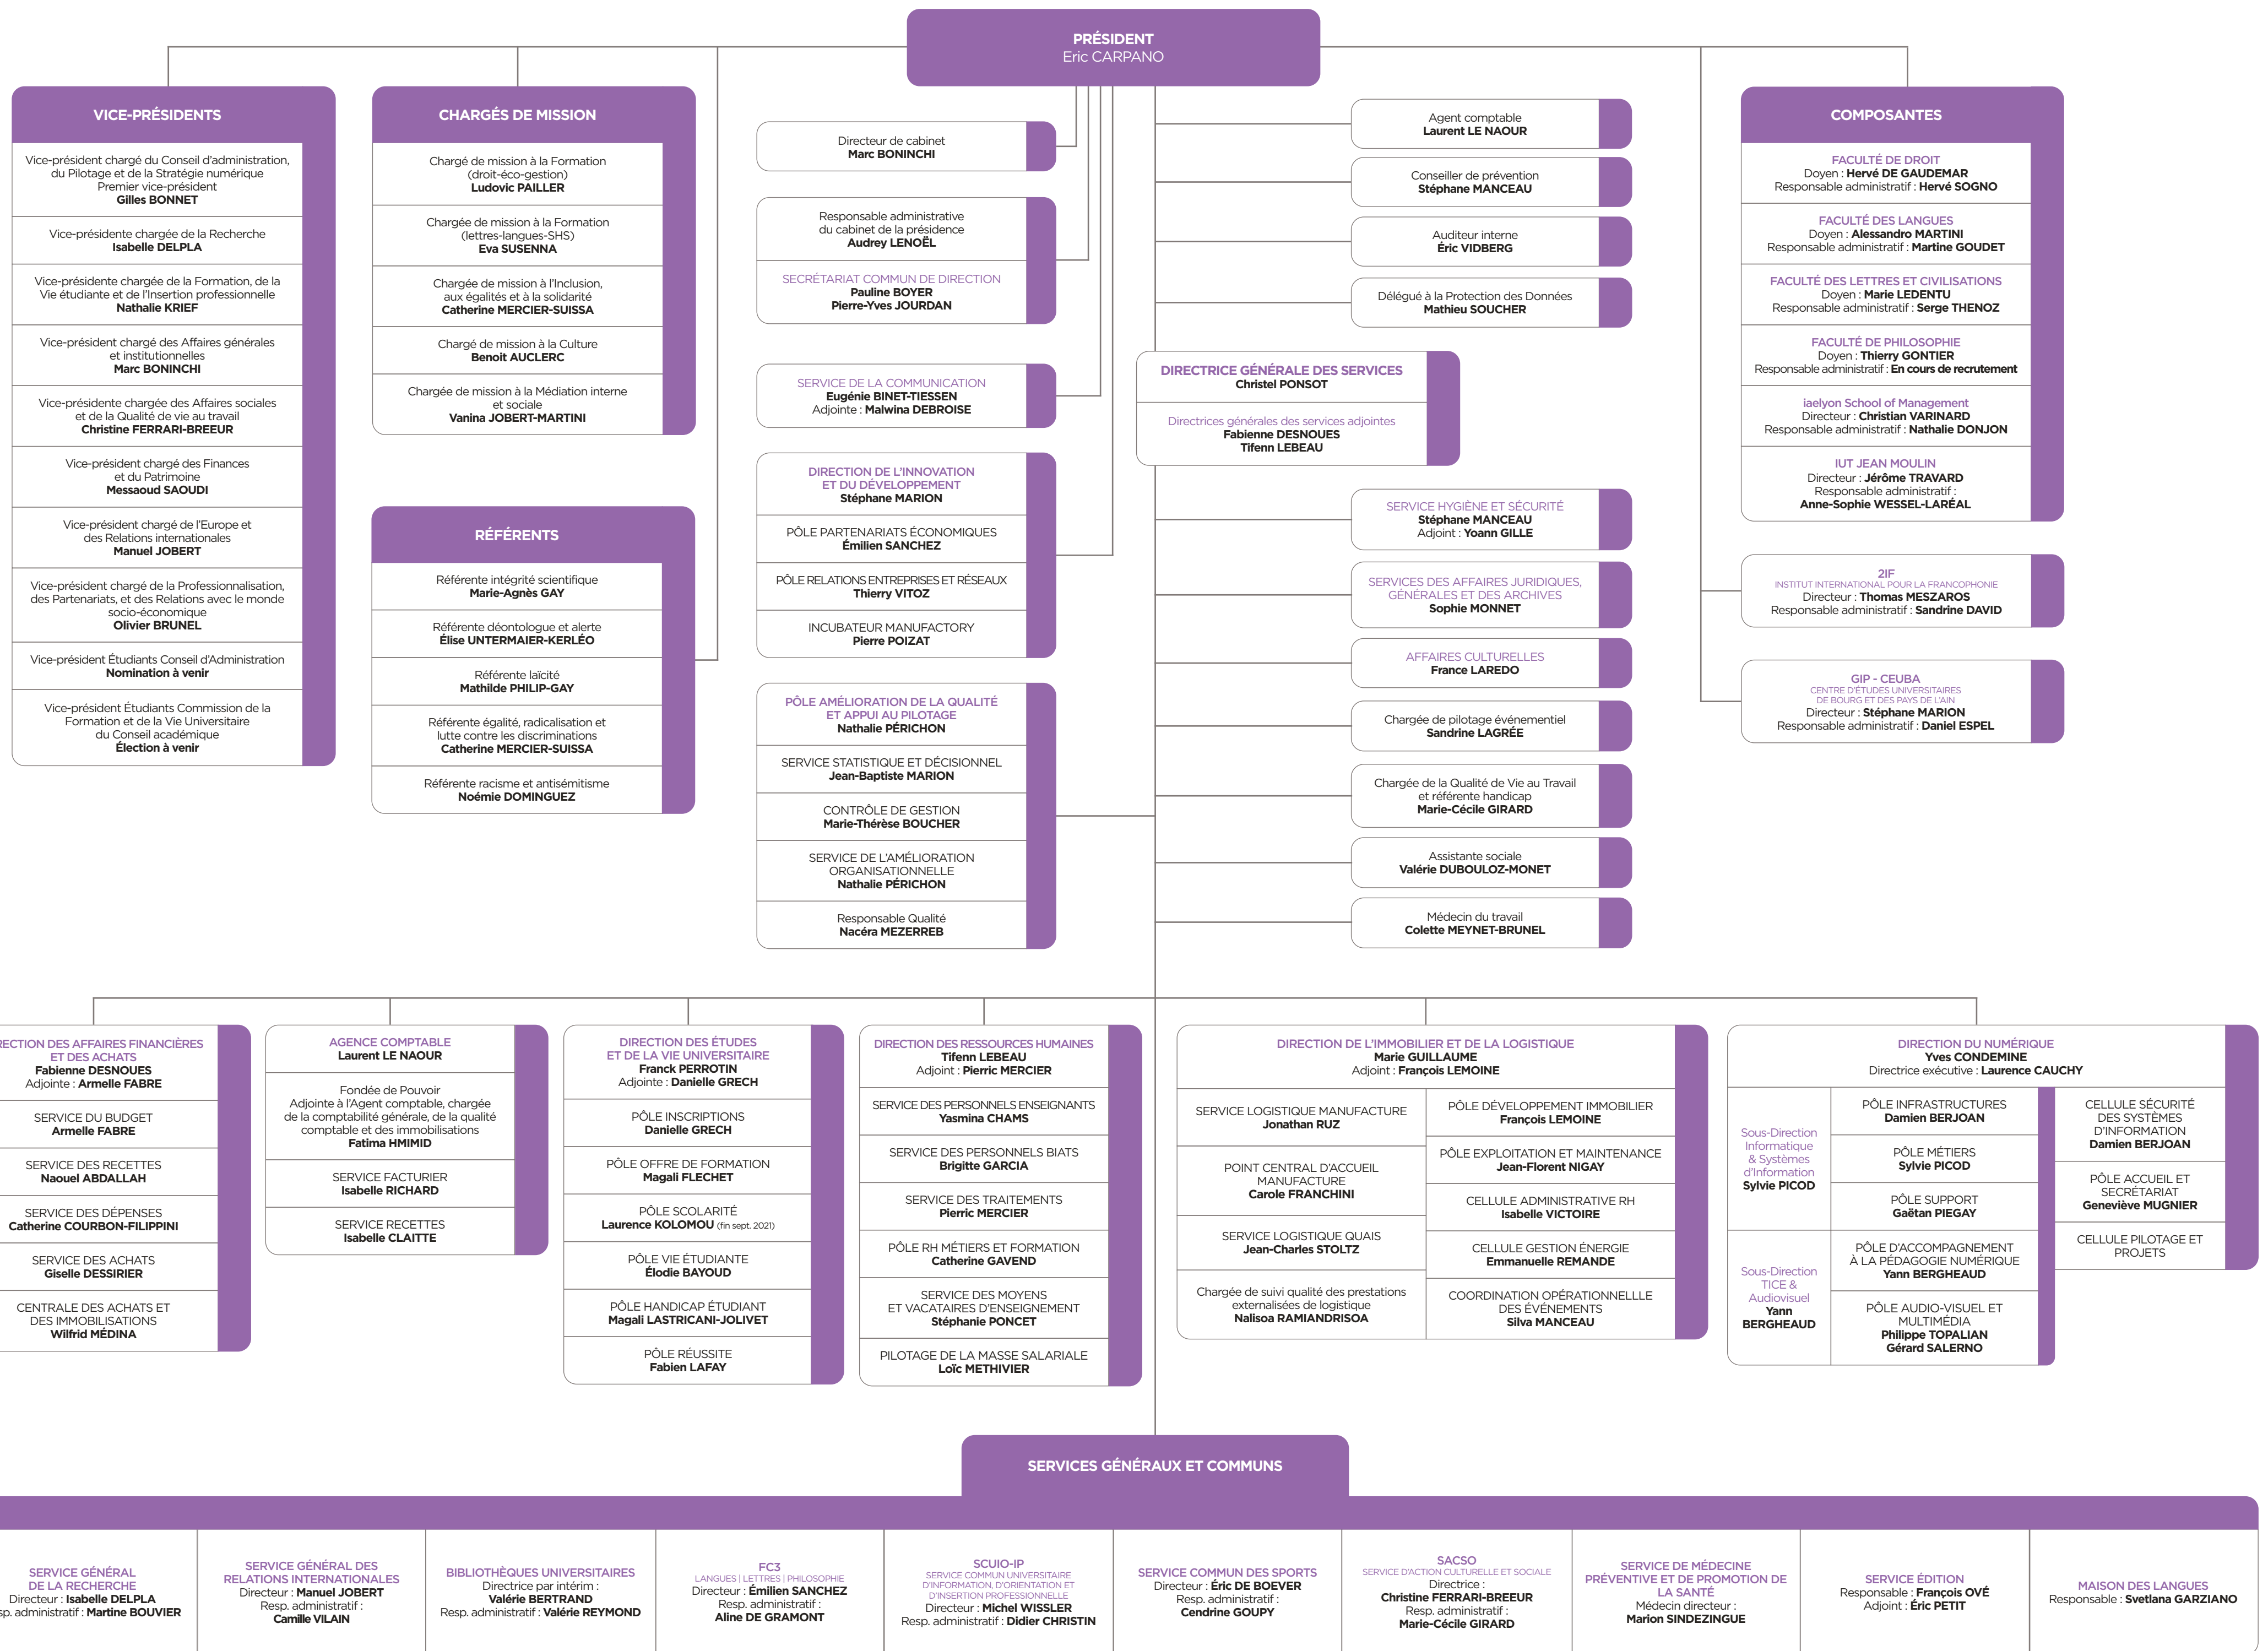 PRÉSIDENT
Eric CARPANO
VICE-PRÉSIDENTS
Vice-président chargé du Conseil d'administration,
du Pilotage et de la Stratégie numérique
Premier vice-président
Gilles BONNET
Vice-présidente chargée de la Recherche
Isabelle DELPLA
Vice-présidente chargée de la Formation, de la
Vie étudiante et de l'Insertion professionnelle
Nathalie KRIEF
Vice-président chargé des Affaires générales
et institutionnelles
Marc BONINCHI
Vice-présidente chargée des Affaires sociales
et de la Qualité de vie au travail
Christine FERRARI-BREEUR
Vice-président chargé des Finances
et du Patrimoine
Messaoud SAOUDI
Vice-président chargé de l'Europe et
des Relations internationales
Manuel JOBERT
Vice-président chargé de la Professionnalisation,
des Partenariats, et des Relations avec le monde
socio-économique
Olivier BRUNEL
Vice-président Étudiants Conseil d'Administration
Nomination à venir
Vice-président Étudiants Commission de la
Formation et de la Vie Universitaire
du Conseil académique
Élection à venir
CHARGÉS DE MISSION
Chargé de mission à la Formation
(droit-éco-gestion)
Ludovic PAILLER
Chargée de mission à la Formation
(lettres-langues-SHS)
Eva SUSENNA
Chargée de mission à l'Inclusion,
aux égalités et à la solidarité
Catherine MERCIER-SUISSA
Chargé de mission à la Culture
Benoit AUCLERC
Chargée de mission à la Médiation interne
et sociale
Vanina JOBERT-MARTINI
RÉFÉRENTS
Référente intégrité scientifique
Marie-Agnès GAY
Référente déontologue et alerte
Élise UNTERMAIER-KERLÉO
Référente laïcité
Mathilde PHILIP-GAY
Référente égalité, radicalisation et
lutte contre les discriminations
Catherine MERCIER-SUISSA
Référente racisme et antisémitisme
Noémie DOMINGUEZ
Directeur de cabinet
Marc BONINCHI
Responsable administrative
du cabinet de la présidence
Audrey LENOËL
SECRÉTARIAT COMMUN DE DIRECTION
Pauline BOYER
Pierre-Yves JOURDAN
SERVICE DE LA COMMUNICATION
Eugénie BINET-TIESSEN
Adjointe : Malwina DEBROISE
DIRECTION DE L'INNOVATION
ET DU DÉVELOPPEMENT
Stéphane MARION
PÔLE PARTENARIATS ÉCONOMIQUES
Émilien SANCHEZ
PÔLE RELATIONS ENTREPRISES ET RÉSEAUX
Thierry VITOZ
INCUBATEUR MANUFACTORY
Pierre POIZAT
PÔLE AMÉLIORATION DE LA QUALITÉ
ET APPUI AU PILOTAGE
Nathalie PÉRICHON
SERVICE STATISTIQUE ET DÉCISIONNEL
Jean-Baptiste MARION
CONTRÔLE DE GESTION
Marie-Thérèse BOUCHER
SERVICE DE L'AMÉLIORATION
ORGANISATIONNELLE
Nathalie PÉRICHON
Responsable Qualité
Nacéra MEZERREB
Agent comptable
Laurent LE NAOUR
Conseiller de prévention
Stéphane MANCEAU
Auditeur interne
Éric VIDBERG
Délégué à la Protection des Données
Mathieu SOUCHER
DIRECTRICE GÉNÉRALE DES SERVICES
Christel PONSOT
Directrices générales des services adjointes
Fabienne DESNOUES
Tifenn LEBEAU
SERVICE HYGIÈNE ET SÉCURITÉ
Stéphane MANCEAU
Adjoint : Yoann GILLE
SERVICES DES AFFAIRES JURIDIQUES,
GÉNÉRALES ET DES ARCHIVES
Sophie MONNET
AFFAIRES CULTURELLES
France LAREDO
Chargée de pilotage événementiel
Sandrine LAGRÉE
Chargée de la Qualité de Vie au Travail
et référente handicap
Marie-Cécile GIRARD
Assistante sociale
Valérie DUBOULOZ-MONET
Médecin du travail
Colette MEYNET-BRUNEL
COMPOSANTES
FACULTÉ DE DROIT
Doyen : Hervé DE GAUDEMAR
Responsable administratif : Hervé SOGNO
FACULTÉ DES LANGUES
Doyen : Alessandro MARTINI
Responsable administratif : Martine GOUDET
FACULTÉ DES LETTRES ET CIVILISATIONS
Doyen : Marie LEDENTU
Responsable administratif : Serge THENOZ
FACULTÉ DE PHILOSOPHIE
Doyen : Thierry GONTIER
Responsable administratif : En cours de recrutement
iaelyon School of Management
Directeur : Christian VARINARD
Responsable administratif : Nathalie DONJON
IUT JEAN MOULIN
Directeur : Jérôme TRAVARD
Responsable administratif :
Anne-Sophie WESSEL-LARÉAL
2IF
INSTITUT INTERNATIONAL POUR LA FRANCOPHONIE
Directeur : Thomas MESZAROS
Responsable administratif : Sandrine DAVID
GIP - CEUBA
CENTRE D'ÉTUDES UNIVERSITAIRES
DE BOURG ET DES PAYS DE L'AIN
Directeur : Stéphane MARION
Responsable administratif : Daniel ESPEL
RECTION DES AFFAIRES FINANCIÈRES
ET DES ACHATS
Fabienne DESNOUES
Adjointe : Armelle FABRE
SERVICE DU BUDGET
Armelle FABRE
SERVICE DES RECETTES
Naouel ABDALLAH
SERVICE DES DÉPENSES
Catherine COURBON-FILIPPINI
SERVICE DES ACHATS
Giselle DESSIRIER
CENTRALE DES ACHATS ET
DES IMMOBILISATIONS
Wilfrid MÉDINA
AGENCE COMPTABLE
Laurent LE NAOUR
Fondée de Pouvoir
Adjointe à l'Agent comptable, chargée
de la comptabilité générale, de la qualité
comptable et des immobilisations
Fatima HMIMID
SERVICE FACTURIER
Isabelle RICHARD
SERVICE RECETTES
Isabelle CLAITTE
DIRECTION DES ÉTUDES
ET DE LA VIE UNIVERSITAIRE
Franck PERROTIN
Adjointe : Danielle GRECH
PÔLE INSCRIPTIONS
Danielle GRECH
PÔLE OFFRE DE FORMATION
Magali FLECHET
PÔLE SCOLARITÉ
Laurence KOLOMOU (fin sept. 2021)
PÔLE VIE ÉTUDIANTE
Élodie BAYOUD
PÔLE HANDICAP ÉTUDIANT
Magali LASTRICANI-JOLIVET
PÔLE RÉUSSITE
Fabien LAFAY
DIRECTION DES RESSOURCES HUMAINES
Tifenn LEBEAU
Adjoint : Pierric MERCIER
SERVICE DES PERSONNELS ENSEIGNANTS
Yasmina CHAMS
SERVICE DES PERSONNELS BIATS
Brigitte GARCIA
SERVICE DES TRAITEMENTS
Pierric MERCIER
PÔLE RH MÉTIERS ET FORMATION
Catherine GAVEND
SERVICE DES MOYENS
ET VACATAIRES D'ENSEIGNEMENT
Stéphanie PONCET
PILOTAGE DE LA MASSE SALARIALE
Loïc METHIVIER
DIRECTION DE L'IMMOBILIER ET DE LA LOGISTIQUE
Marie GUILLAUME
Adjoint : François LEMOINE
SERVICE LOGISTIQUE MANUFACTURE
Jonathan RUZ
POINT CENTRAL D'ACCUEIL
MANUFACTURE
Carole FRANCHINI
SERVICE LOGISTIQUE QUAIS
Jean-Charles STOLTZ
Chargée de suivi qualité des prestations
externalisées de logistique
Nalisoa RAMIANDRISOA
PÔLE DÉVELOPPEMENT IMMOBILIER
François LEMOINE
PÔLE EXPLOITATION ET MAINTENANCE
Jean-Florent NIGAY
CELLULE ADMINISTRATIVE RH
Isabelle VICTOIRE
CELLULE GESTION ÉNERGIE
Emmanuelle REMANDE
COORDINATION OPÉRATIONNELLLE
DES ÉVÉNEMENTS
Silva MANCEAU
DIRECTION DU NUMÉRIQUE
Yves CONDEMINE
Directrice exécutive : Laurence CAUCHY
Sous-Direction
Informatique
& Systèmes
d'Information
Sylvie PICOD
PÔLE INFRASTRUCTURES
Damien BERJOAN
PÔLE MÉTIERS
Sylvie PICOD
PÔLE SUPPORT
Gaëtan PIEGAY
Sous-Direction
TICE &
Audiovisuel
Yann
BERGHEAUD
PÔLE D'ACCOMPAGNEMENT
À LA PÉDAGOGIE NUMÉRIQUE
Yann BERGHEAUD
PÔLE AUDIO-VISUEL ET
MULTIMÉDIA
Philippe TOPALIAN
Gérard SALERNO
CELLULE SÉCURITÉ
DES SYSTÈMES
D'INFORMATION
Damien BERJOAN
PÔLE ACCUEIL ET
SECRÉTARIAT
Geneviève MUGNIER
CELLULE PILOTAGE ET
PROJETS
SERVICES GÉNÉRAUX ET COMMUNS
SERVICE GÉNÉRAL
DE LA RECHERCHE
Directeur : Isabelle DELPLA
sp. administratif : Martine BOUVIER
SERVICE GÉNÉRAL DES
RELATIONS INTERNATIONALES
Directeur : Manuel JOBERT
Resp. administratif :
Camille VILAIN
BIBLIOTHÈQUES UNIVERSITAIRES
Directrice par intérim :
Valérie BERTRAND
Resp. administratif : Valérie REYMOND
FC3
LANGUES | LETTRES | PHILOSOPHIE
Directeur : Émilien SANCHEZ
Resp. administratif :
Aline DE GRAMONT
SCUIO-IP
SERVICE COMMUN UNIVERSITAIRE
D'INFORMATION, D'ORIENTATION ET
D'INSERTION PROFESSIONNELLE
Directeur : Michel WISSLER
Resp. administratif : Didier CHRISTIN
SERVICE COMMUN DES SPORTS
Directeur : Éric DE BOEVER
Resp. administratif :
Cendrine GOUPY
SACSO
SERVICE D'ACTION CULTURELLE ET SOCIALE
Directrice :
Christine FERRARI-BREEUR
Resp. administratif :
Marie-Cécile GIRARD
SERVICE DE MÉDECINE
PRÉVENTIVE ET DE PROMOTION DE
LA SANTÉ
Médecin directeur :
Marion SINDEZINGUE
SERVICE ÉDITION
Responsable : François OVÉ
Adjoint : Éric PETIT
MAISON DES LANGUES
Responsable : Svetlana GARZIANO